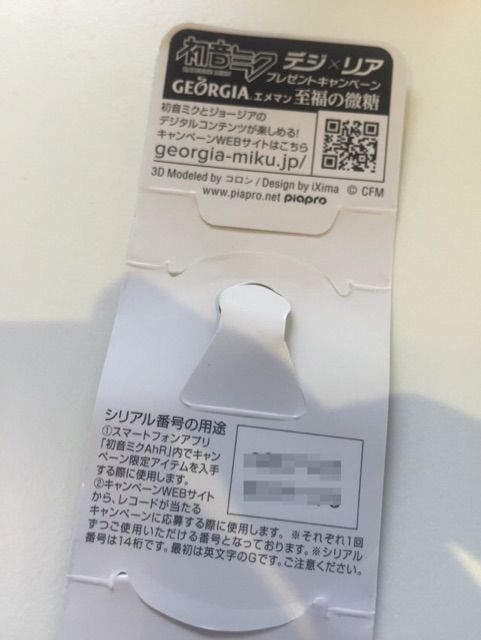 初音ミク デジ×リア
プレゼントキャンペーン
GEORGIA エメマン 至福の微糖
初音ミクとジョージアの
デジタルコンテンツが楽しめる!
キャンペーンWEBサイトはこちら
georgia-miku.jp/
3D Modeled by コロン / Design by iXima © CFM
www.piapro.net piapro
シリアル番号の用途
①スマートフォンアプリ
「初音ミクAhR」内でキャン
ペーン限定アイテムを入手
する際に使用します。
②キャンペーンWEBサイト
から、レコードが当たる
キャンペーンに応募する際に使用します。 ※それぞれ1回
ずつご使用いただける番号となっております。※シリアル
番号は14桁です。最初は英文字のGです。ご注意ください。